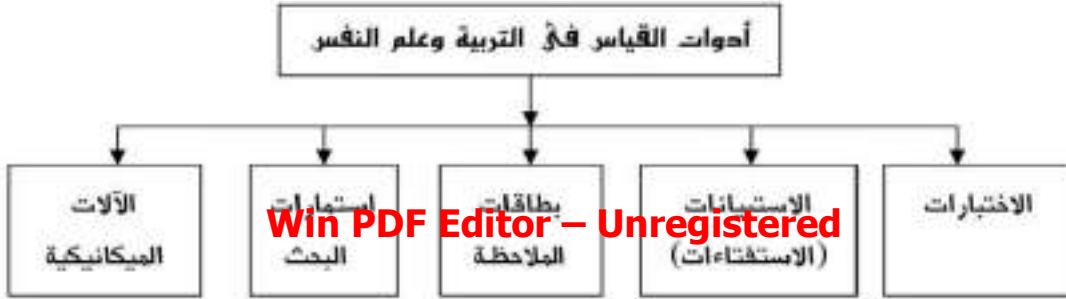 أدوات القياس في التربية وعلم النفس
الاختبارات
الاستبيانات
(الاستفتاءات)
بطاقات
الملاحظة
استمارات
البحث
الآلات
الميكانيكية
Win PDF Editor – Unregistered